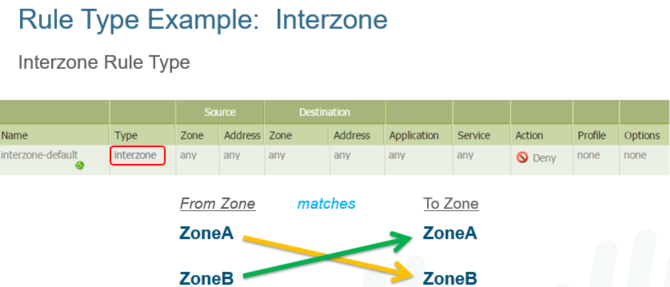 Rule Type Example:  Interzone
Interzone Rule Type
Source Destination
Name Type Zone Address Zone Address Application Service Action Profile Options
interzone-default interzone any any any any any any Deny none none
From Zone matches To Zone
ZoneA ZoneA
ZoneB ZoneB